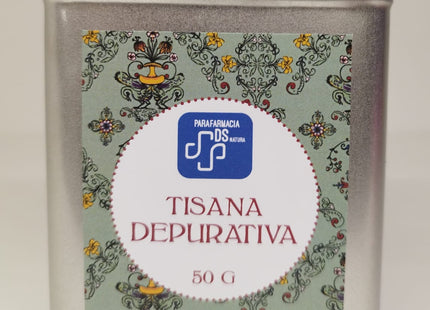 PARAFARMACIA
DS
NATURA
TISANA
DEPURATIVA
50 G